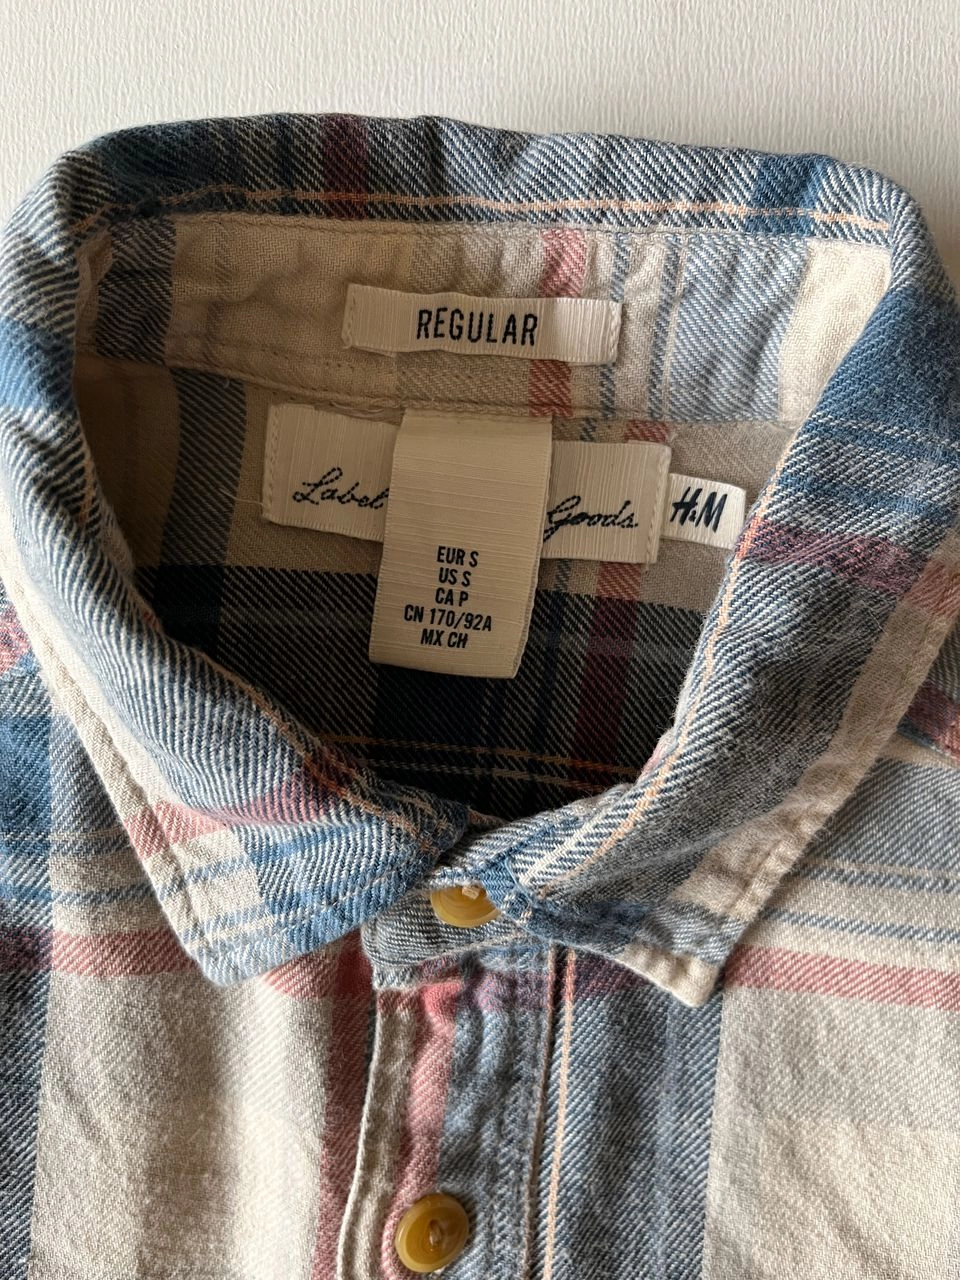 REGULAR
Label Goods
H&M
EUR S
US S
CA P
CN 170/92A
MX CH